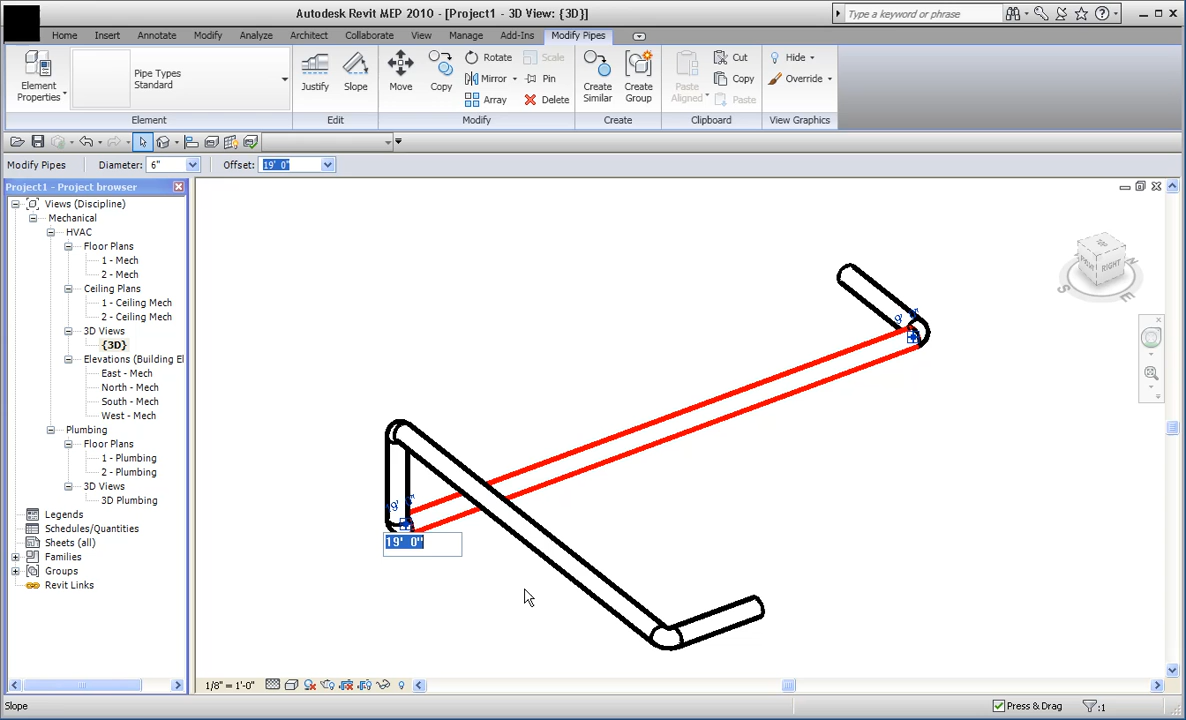 Autodesk Revit MEP 2010 - [Project1 - 3D View: {3D}]
Type a keyword or phrase
Home Insert Annotate Modify Analyze Architect Collaborate View Manage Add-Ins Modify Pipes
Element
Properties
Pipe Types
Standard
Element
Justify
Slope
Edit
Move
Copy
Rotate
Scale
Mirror
Pin
Array
Delete
Modify
Create
Similar
Create
Group
Create
Paste
Aligned
Cut
Copy
Paste
Clipboard
Hide
Override
View Graphics
Modify Pipes
Diameter: 6"
Offset: 19' 0"
Project1 - Project browser
Views (Discipline)
Mechanical
HVAC
Floor Plans
1 - Mech
2 - Mech
Ceiling Plans
1 - Ceiling Mech
2 - Ceiling Mech
3D Views
{3D}
Elevations (Building El
East - Mech
North - Mech
South - Mech
West - Mech
Plumbing
Floor Plans
1 - Plumbing
2 - Plumbing
3D Views
3D Plumbing
Legends
Schedules/Quantities
Sheets (all)
Families
Groups
Revit Links
TOP
RIGHT
S
E
19' 0"
1/8" = 1'-0"
Slope
Press & Drag
:1